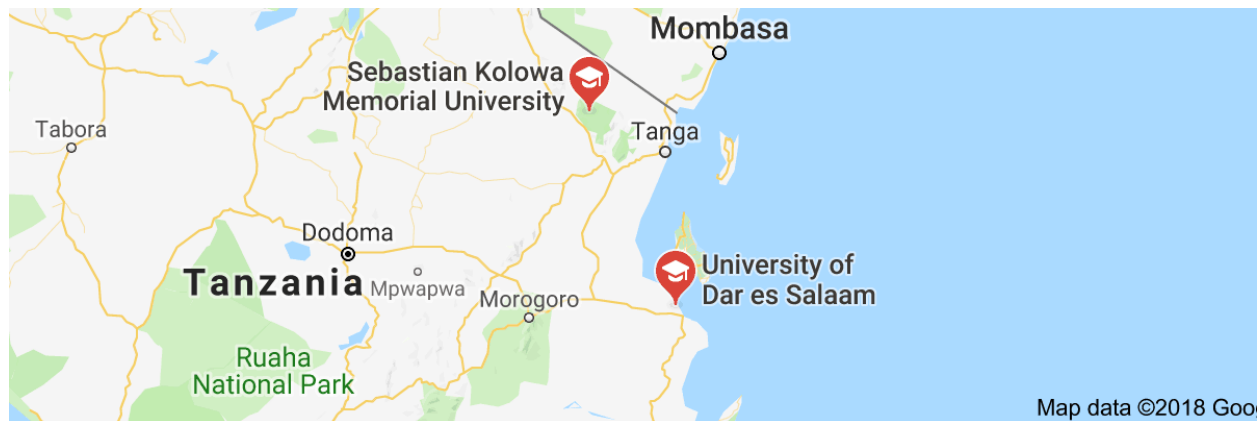 Mombasa
Sebastian Kolowa
Memorial University
Tabora
Tanga
Dodoma
Tanzania
Mpwapwa
University of
Dar es Salaam
Morogoro
Ruaha
National Park
Map data ©2018 Goo